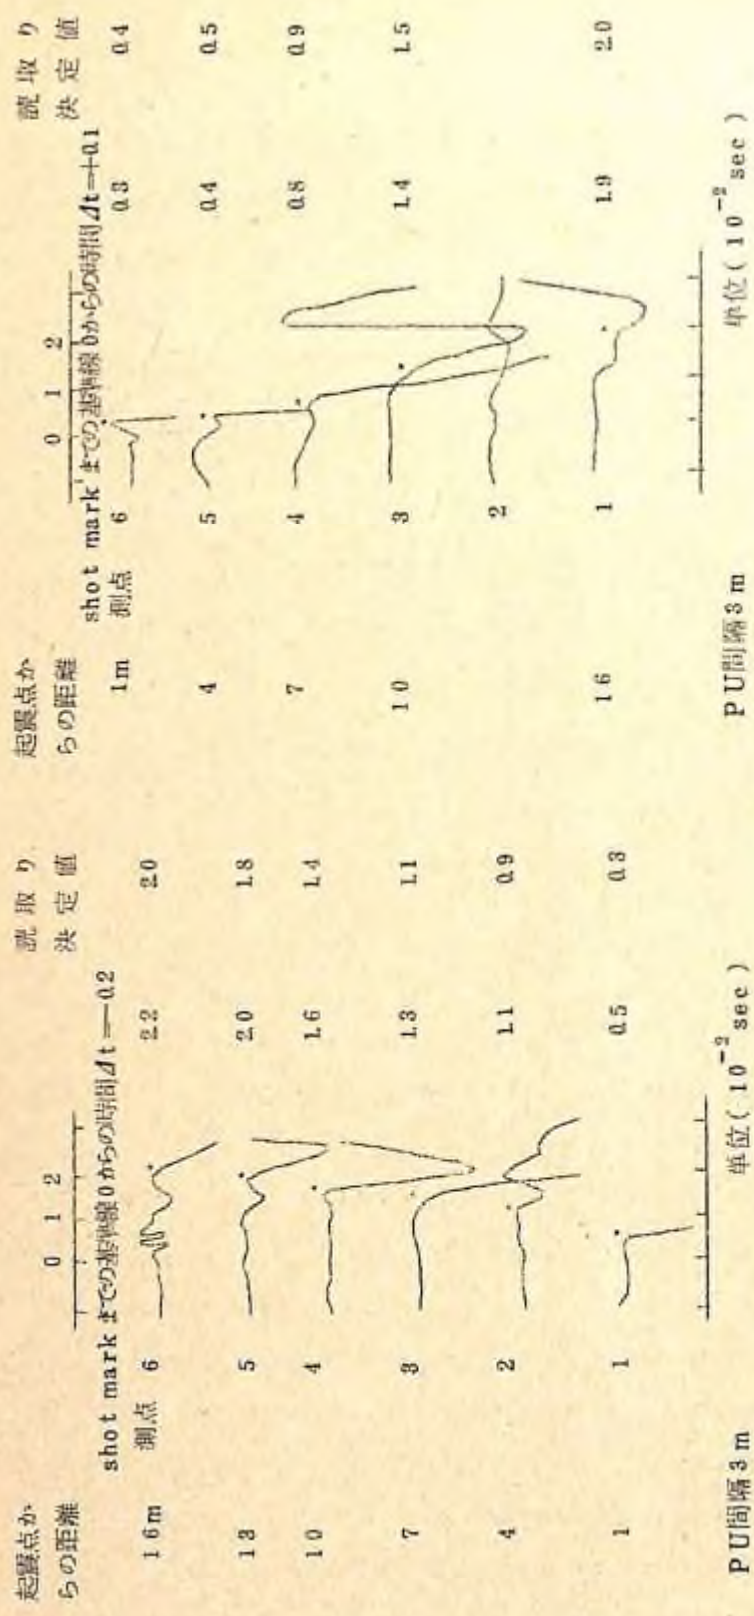 起震点か 読取り
らの距離 0 1 2 決定値
shot mark までの基準線0からの時間Δt=-0.2
測点
16m 6 2.2 2.0
13 5 2.0 1.8
10 4 1.6 1.4
7 3 1.3 1.1
4 2 1.1 0.9
1 1 0.5 0.3
PU間隔3m 単位(10⁻² sec)
起震点か 読取り
らの距離 0 1 2 決定値
shot mark までの基準線0からの時間Δt=+0.1
測点
1m 6 0.3 0.4
4 5 0.4 0.5
7 4 0.8 0.9
10 3 1.4 1.5
2
16 1 1.9 2.0
PU間隔3m 単位(10⁻² sec)